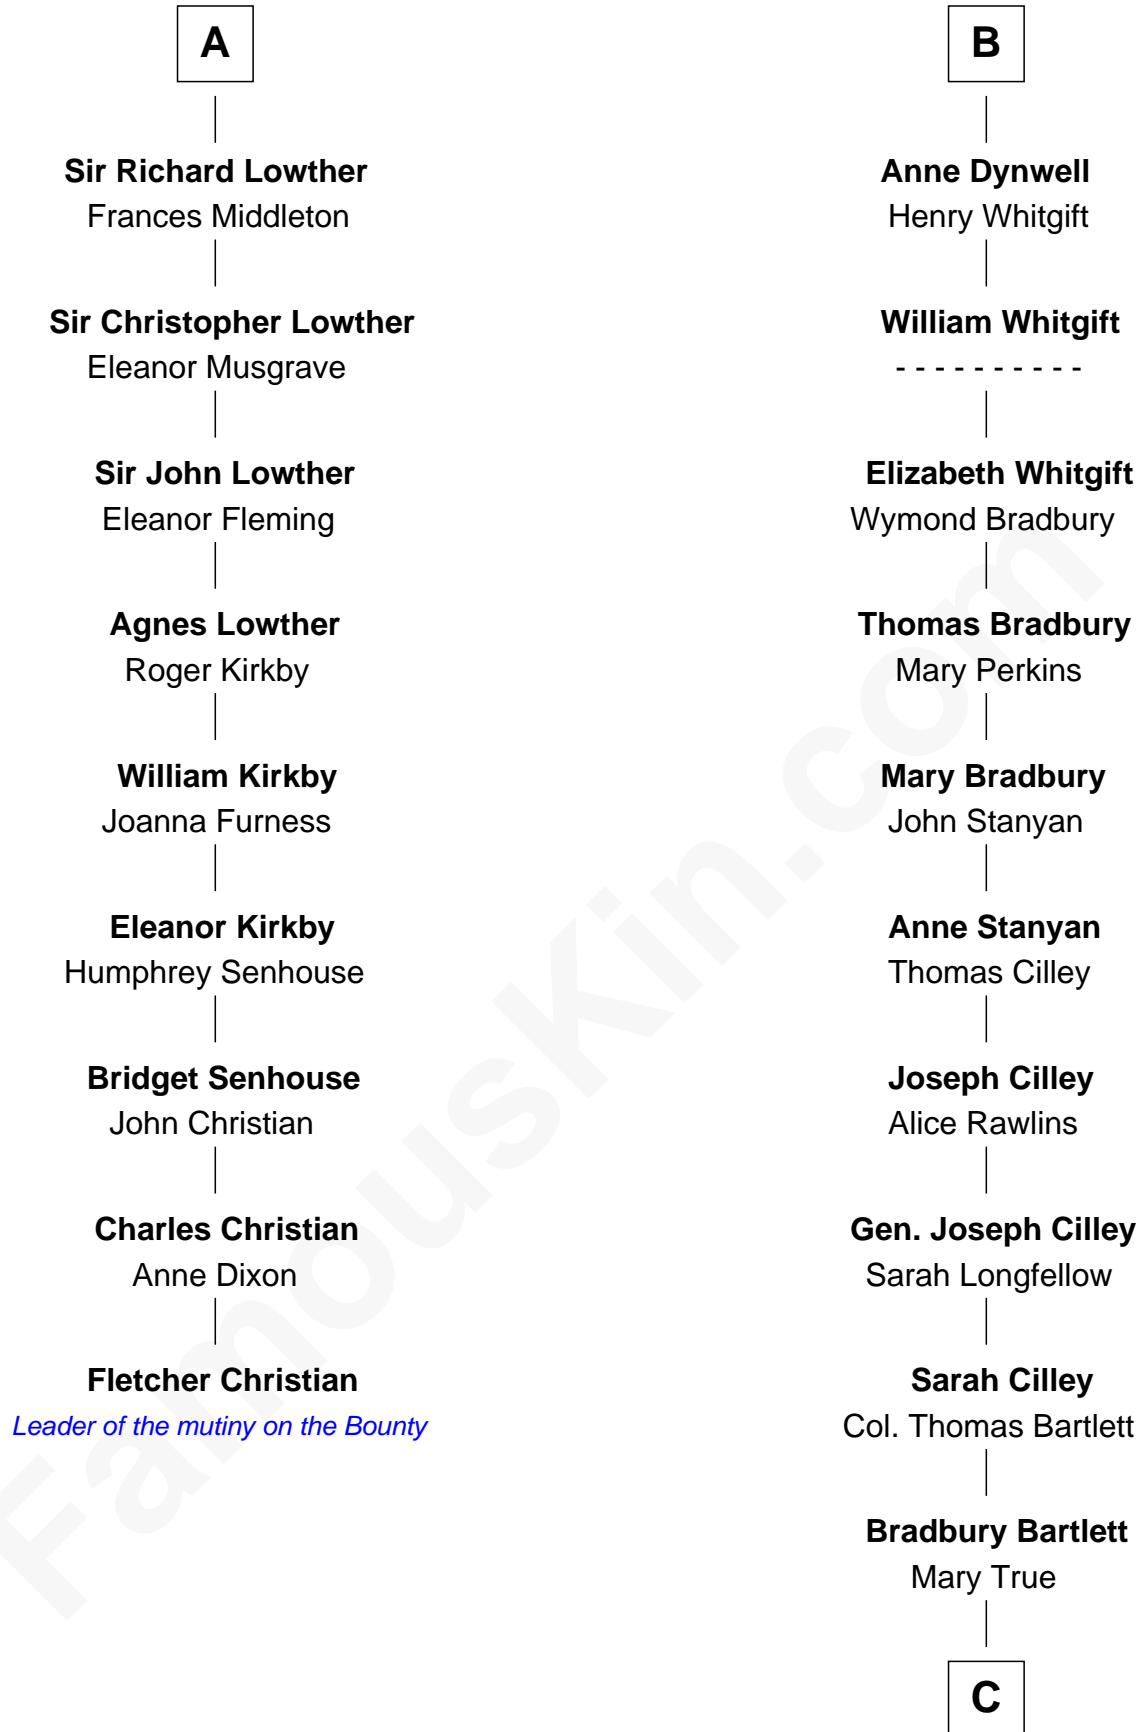 A
Sir Richard Lowther
Frances Middleton
Sir Christopher Lowther
Eleanor Musgrave
Sir John Lowther
Eleanor Fleming
Agnes Lowther
Roger Kirkby
William Kirkby
Joanna Furness
Eleanor Kirkby
Humphrey Senhouse
Bridget Senhouse
John Christian
Charles Christian
Anne Dixon
Fletcher Christian
Leader of the mutiny on the Bounty
B
Anne Dynwell
Henry Whitgift
William Whitgift
- - - - - - - - - -
Elizabeth Whitgift
Wymond Bradbury
Thomas Bradbury
Mary Perkins
Mary Bradbury
John Stanyan
Anne Stanyan
Thomas Cilley
Joseph Cilley
Alice Rawlins
Gen. Joseph Cilley
Sarah Longfellow
Sarah Cilley
Col. Thomas Bartlett
Bradbury Bartlett
Mary True
C
FamousKin.com